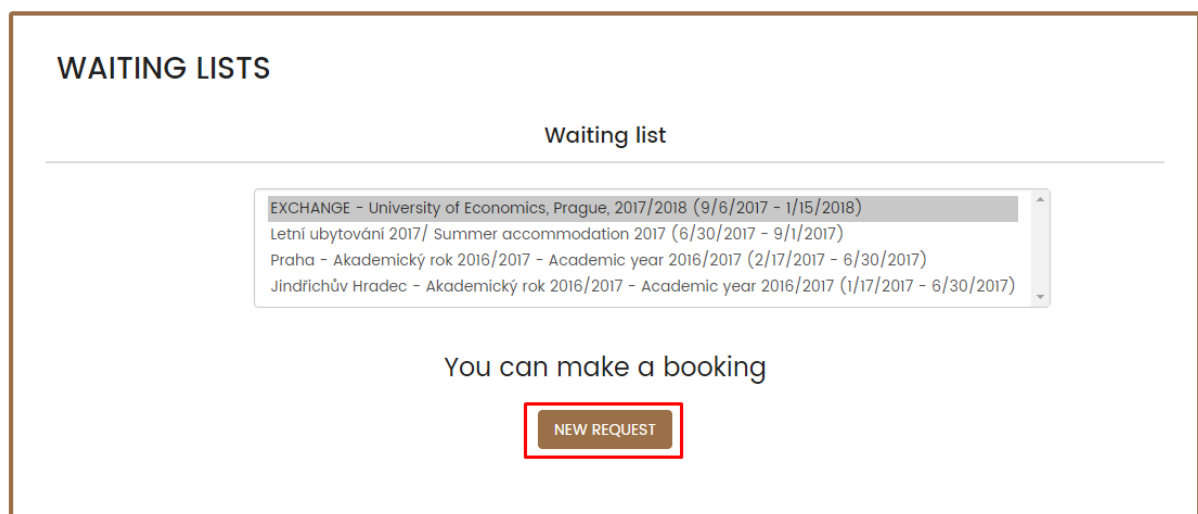 WAITING LISTS
Waiting list
EXCHANGE - University of Economics, Prague, 2017/2018 (9/6/2017 - 1/15/2018)
Letní ubytování 2017/ Summer accommodation 2017 (6/30/2017 - 9/1/2017)
Praha - Akademický rok 2016/2017 - Academic year 2016/2017 (2/17/2017 - 6/30/2017)
Jindřichův Hradec - Akademický rok 2016/2017 - Academic year 2016/2017 (1/17/2017 - 6/30/2017)
You can make a booking
NEW REQUEST